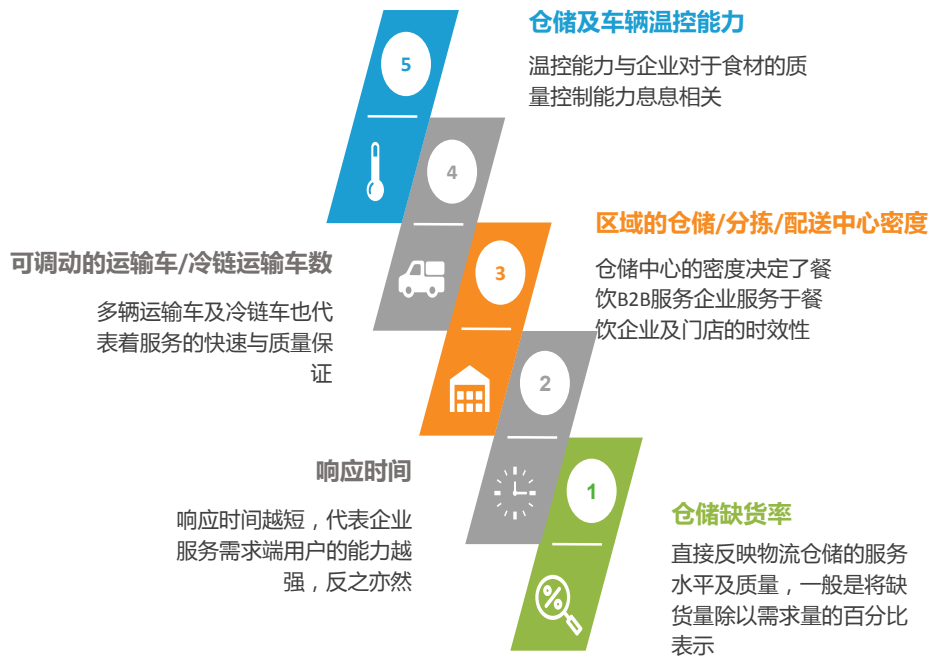 仓储及车辆温控能力
5
温控能力与企业对于食材的质
量控制能力息息相关
4
区域的仓储/分拣/配送中心密度
可调动的运输车/冷链运输车数
3
仓储中心的密度决定了餐
饮B2B服务企业服务于餐
饮企业及门店的时效性
多辆运输车及冷链车也代
表着服务的快速与质量保
证
2
响应时间
1
仓储缺货率
响应时间越短，代表企业
服务需求端用户的能力越
强，反之亦然
直接反映物流仓储的服务
水平及质量，一般是将缺
货量除以需求量的百分比
表示
%